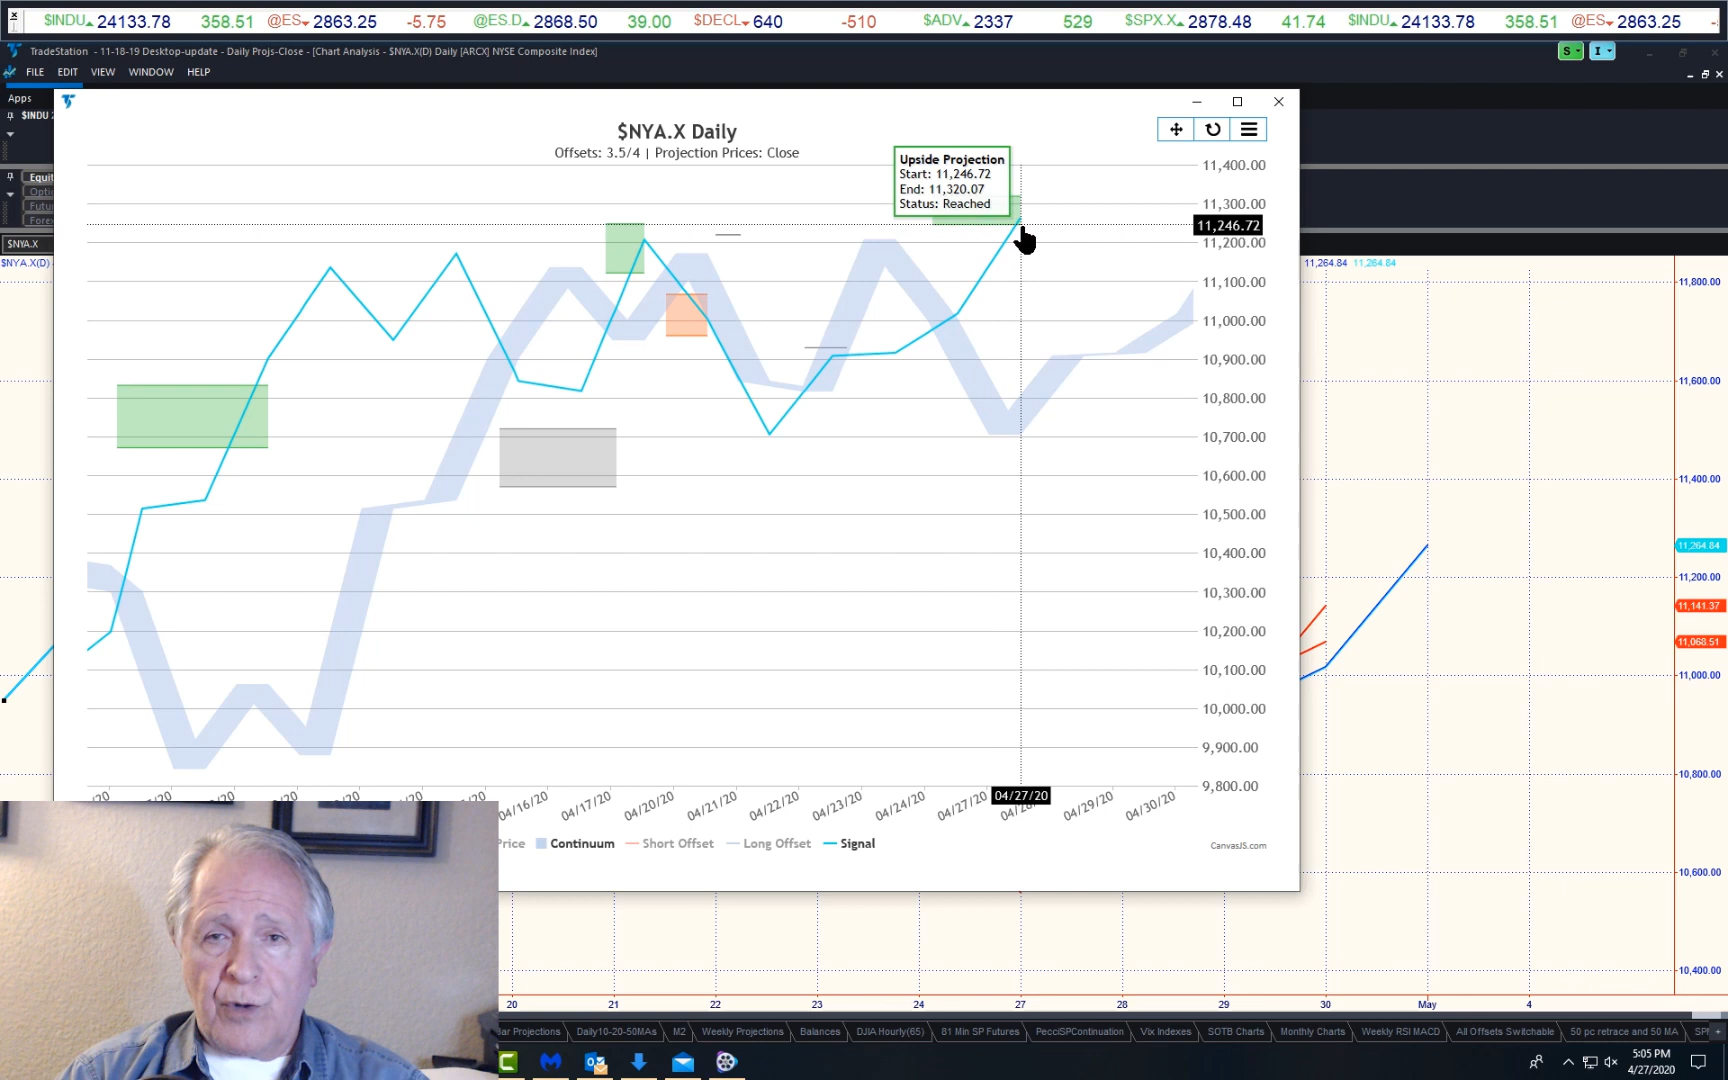 $INDU 24133.78 358.51 @ES 2863.25 -5.75 @ES.D 2868.50 39.00 $DECL 640 -510 $ADV 2337 529 $SPX.X 2878.48 41.74 $INDU 24133.78 358.51 @ES 2863.25
TradeStation - 11-18-19 Desktop-update - Daily Projs-Close - [Chart Analysis - $NYA.X(D) Daily [ARCX] NYSE Composite Index]
S I
FILE EDIT VIEW WINDOW HELP
Apps
$INDU
$NYA.X Daily
Offsets: 3.5/4 | Projection Prices: Close
Upside Projection
Start: 11,246.72
End: 11,320.07
Status: Reached
11,400.00
11,300.00
11,246.72
11,200.00
11,100.00
11,000.00
10,900.00
10,800.00
10,700.00
10,600.00
10,500.00
10,400.00
10,300.00
10,200.00
10,100.00
10,000.00
9,900.00
9,800.00
$NYA.X
$NYA.X(D)
11,264.84 11,264.84
11,800.00
11,600.00
11,400.00
11,264.84
11,200.00
11,141.37
11,068.51
11,000.00
10,800.00
10,600.00
10,400.00
04/16/20 04/17/20 04/20/20 04/21/20 04/22/20 04/23/20 04/24/20 04/27/20 04/27/20 04/29/20 04/30/20
Price Continuum Short Offset Long Offset Signal
CanvasJS.com
20 21 22 23 24 27 28 29 30 May 4
Bar Projections Daily10-20-50MAs M2 Weekly Projections Balances DJIA Hourly(65) 81 Min SP Futures PecciSPContinuation Vix Indexes SOTB Charts Monthly Charts Weekly RSI MACD All Offsets Switchable 50 pc retrace and 50 MA
5:05 PM
4/27/2020